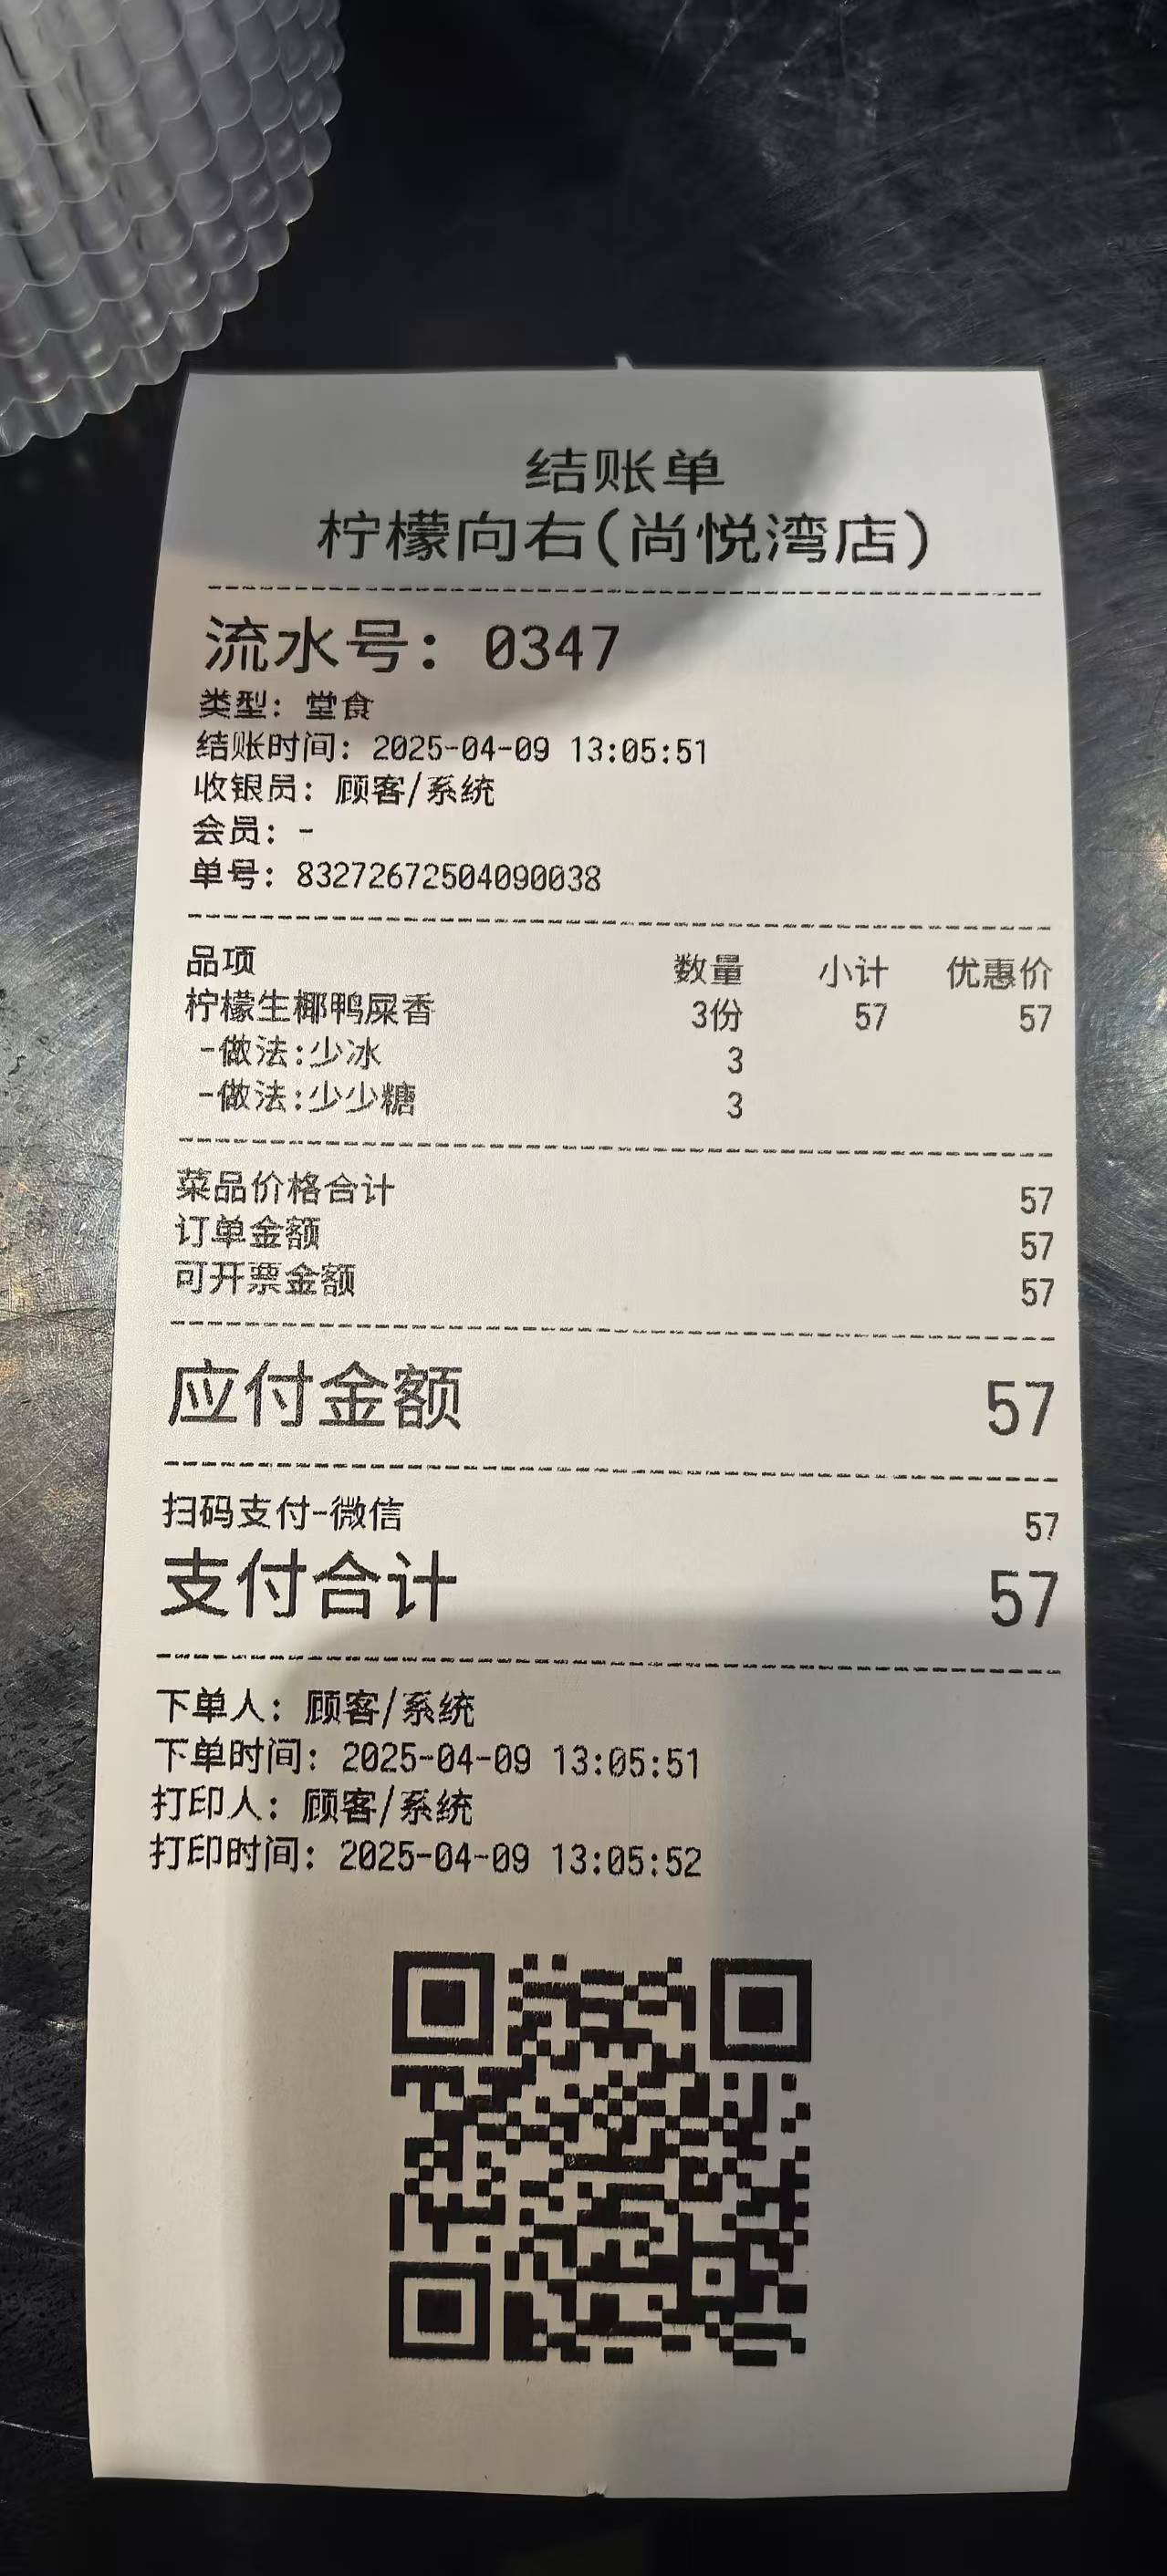 结账单
柠檬向右(尚悦湾店)
流水号: 0347
类型: 堂食
结账时间: 2025-04-09 13:05:51
收银员: 顾客/系统
会员: -
单号: 83272672504090038
品项 数量 小计 优惠价
柠檬生椰鸭屎香 3份 57 57
-做法:少冰 3
-做法:少少糖 3
菜品价格合计 57
订单金额 57
可开票金额 57
应付金额 57
扫码支付-微信 57
支付合计 57
下单人: 顾客/系统
下单时间: 2025-04-09 13:05:51
打印人: 顾客/系统
打印时间: 2025-04-09 13:05:52